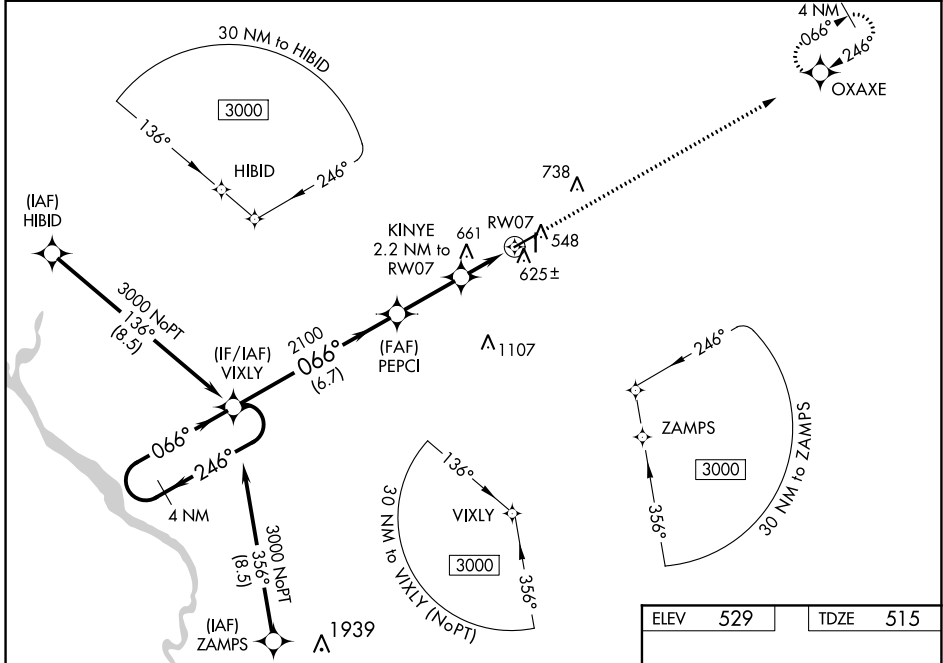 4 NM
066°
246°
OXAXE
30 NM to HIBID
3000
136°
HIBID
246°
738
(IAF)
HIBID
KINYE
2.2 NM to
RW07
661
RW07
548
625±
3000 NoPT
136°
(8.5)
2100
066°
(6.7)
(IF/IAF)
VIXLY
(FAF)
PEPCI
1107
246°
ZAMPS
3000
356°
30 NM to ZAMPS
066°
246°
4 NM
136°
VIXLY
3000
356°
30 NM to VIXLY (NoPT)
3000 NoPT
356°
(8.5)
(IAF)
ZAMPS
1939
ELEV 529
TDZE 515